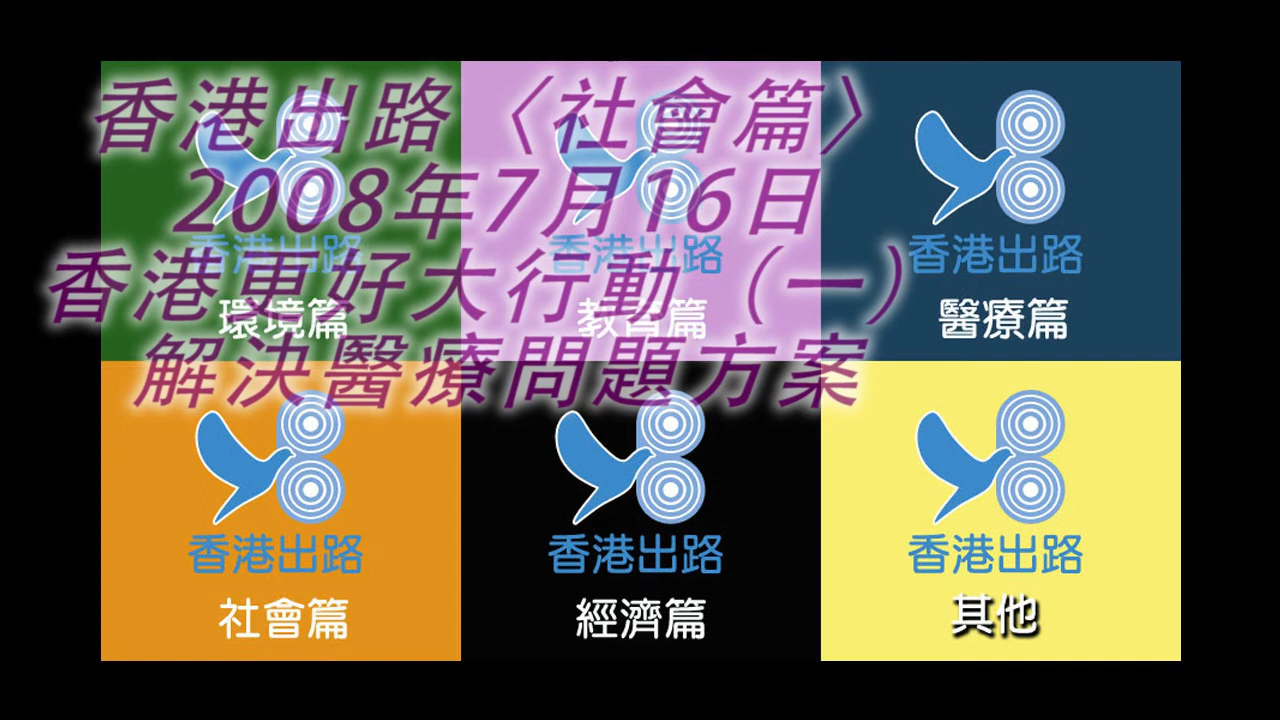 香港出路〈社會篇〉
2008年7月16日
香港更好大行動（一）
解決醫療問題方案
香港出路
環境篇
香港出路
教育篇
香港出路
醫療篇
香港出路
社會篇
香港出路
經濟篇
香港出路
其他